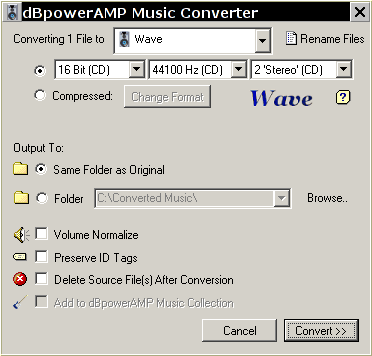 dBpowerAMP Music Converter
Converting 1 File to Wave Rename Files
16 Bit (CD) 44100 Hz (CD) 2 'Stereo' (CD)
Compressed: Change Format Wave ?
Output To:
Same Folder as Original
Folder C:\Converted Music\ Browse..
Volume Normalize
Preserve ID Tags
Delete Source File(s) After Conversion
Add to dBpowerAMP Music Collection
Cancel Convert >>